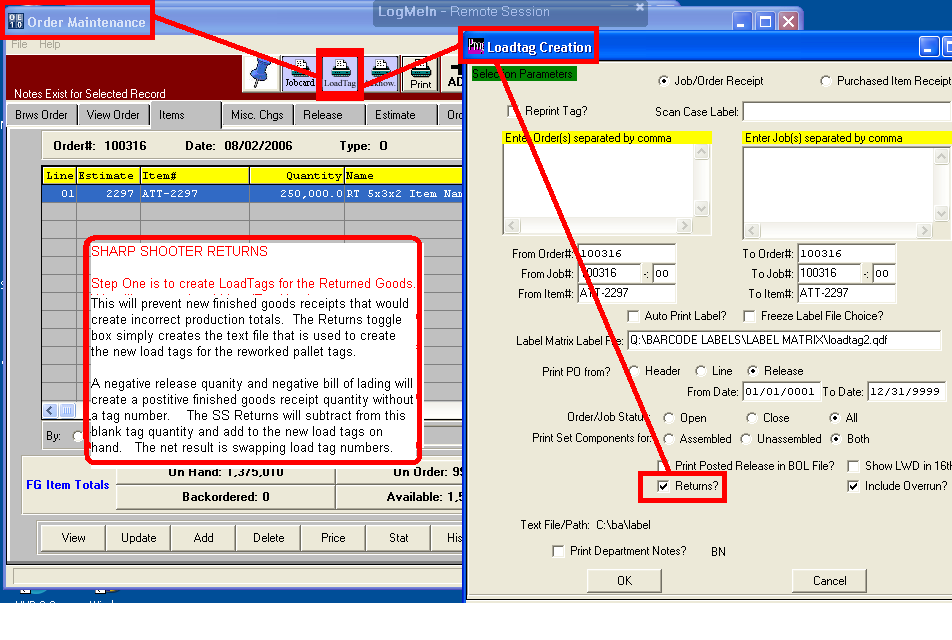 LogMeIn - Remote Session
OE
10
Order Maintenance
File Help
Notes Exist for Selected Record
Jobcard
LoadTag
Print
Brws Order
View Order
Items
Misc. Chgs
Release
Estimate
Order#: 100316 Date: 08/02/2006 Type: O
Line Estimate Item# Quantity Name
01 2297 ATT-2297 250,000.0 RT 5x3x2 Item Nam
SHARP SHOOTER RETURNS
Step One is to create LoadTags for the Returned Goods.
This will prevent new finished goods receipts that would
create incorrect production totals. The Returns toggle
box simply creates the text file that is used to create
the new load tags for the reworked pallet tags.
A negative release quanity and negative bill of lading will
create a postitive finished goods receipt quantity without
a tag number. The SS Returns will subtract from this
blank tag quantity and add to the new load tags on
hand. The net result is swapping load tag numbers.
By:
FG Item Totals
On Hand: 1,375,010
On Order: 99
Backordered: 0
Available: 1,5
View
Update
Add
Delete
Price
Stat
His
Loadtag Creation
Selection Parameters
Job/Order Receipt
Purchased Item Receipt
Reprint Tag?
Scan Case Label:
Enter Order(s) separated by comma
Enter Job(s) separated by comma
From Order#: 100316
To Order#: 100316
From Job#: 100316 -: 00
To Job#: 100316 -: 00
From Item#: ATT-2297
To Item#: ATT-2297
Auto Print Label?
Freeze Label File Choice?
Label Matrix Label File: Q:\BARCODE LABELS\LABEL MATRIX\loadtag2.qdf
Print PO from? Header Line Release
From Date: 01/01/0001 To Date: 12/31/9999
Order/Job Status: Open Close All
Print Set Components for: Assembled Unassembled Both
Print Posted Release in BOL File?
Show LWD in 16th
Returns?
Include Overrun?
Text File/Path: C:\ba\label
Print Department Notes? BN
OK
Cancel